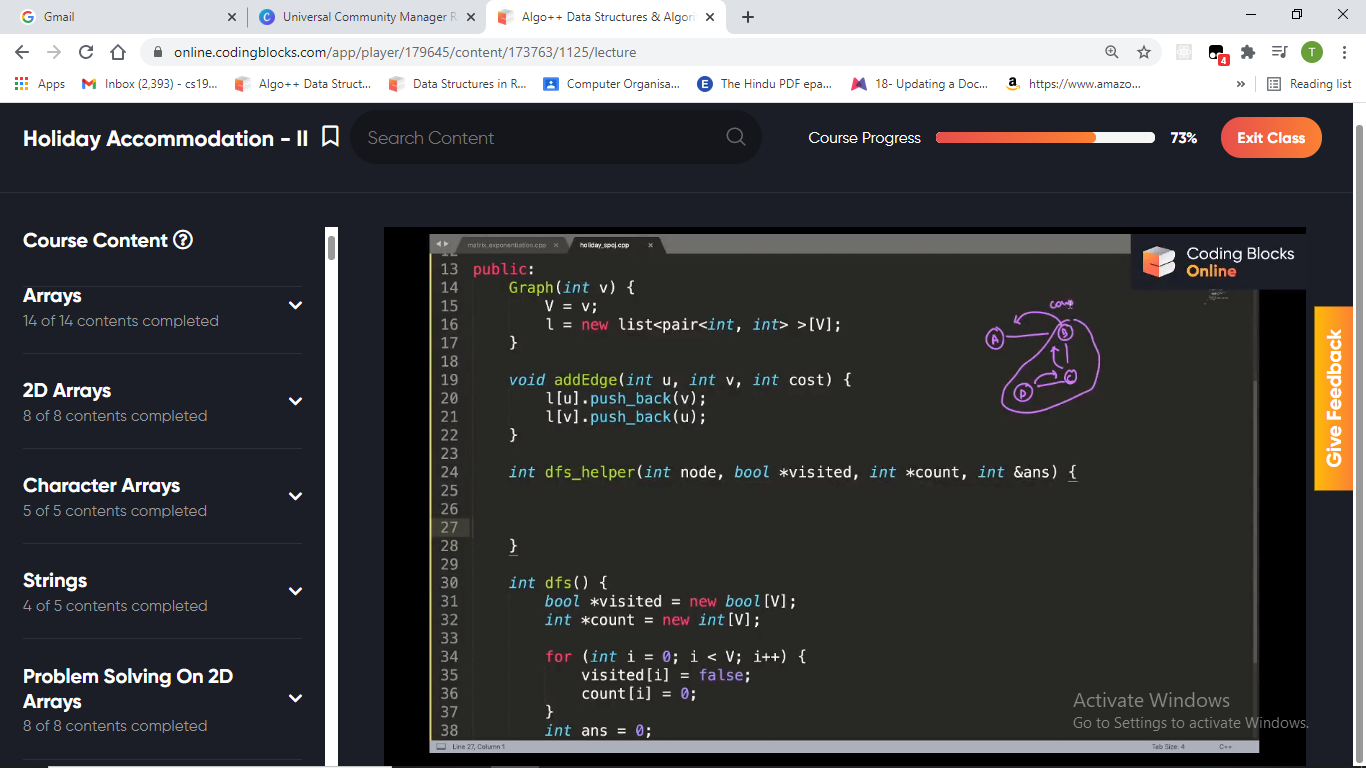 Gmail
Universal Community Manager R
Algo++ Data Structures & Algori
online.codingblocks.com/app/player/179645/content/173763/1125/lecture
T
4
Apps
Inbox (2,393) - cs19...
Algo++ Data Struct...
Data Structures in R...
Computer Organisa...
The Hindu PDF epa...
18- Updating a Doc...
https://www.amazo...
»
Reading list
Holiday Accommodation - II
Search Content
Course Progress
73%
Exit Class
Course Content
Arrays
14 of 14 contents completed
2D Arrays
8 of 8 contents completed
Character Arrays
5 of 5 contents completed
Strings
4 of 5 contents completed
Problem Solving On 2D
Arrays
8 of 8 contents completed
matrix_exponentiation.cpp
holiday_spoj.cpp
Coding Blocks
Online
12
13 public:
14 Graph(int v) {
15 V = v;
16 l = new list<pair<int, int> >[V];
17 }
18
19 void addEdge(int u, int v, int cost) {
20 l[u].push_back(v);
21 l[v].push_back(u);
22 }
23
24 int dfs_helper(int node, bool *visited, int *count, int &ans) {
25
26
27
28 }
29
30 int dfs() {
31 bool *visited = new bool[V];
32 int *count = new int[V];
33
34 for (int i = 0; i < V; i++) {
35 visited[i] = false;
36 count[i] = 0;
37 }
38 int ans = 0;
A
B
C
D
Line 27, Column 1
Tab Size: 4
C++
Activate Windows
Go to Settings to activate Windows.
Give Feedback